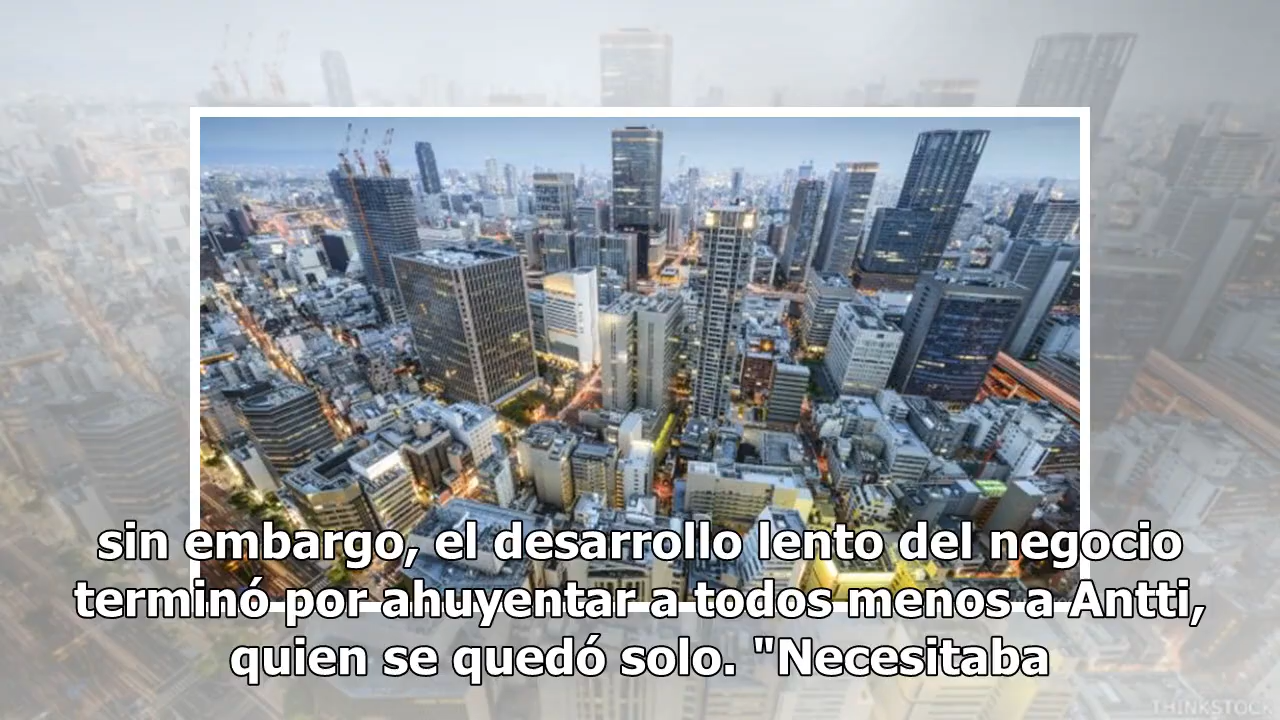 sin embargo, el desarrollo lento del negocio
terminó por ahuyentar a todos menos a Antti,
quien se quedó solo. "Necesitaba
THINKSTOCK